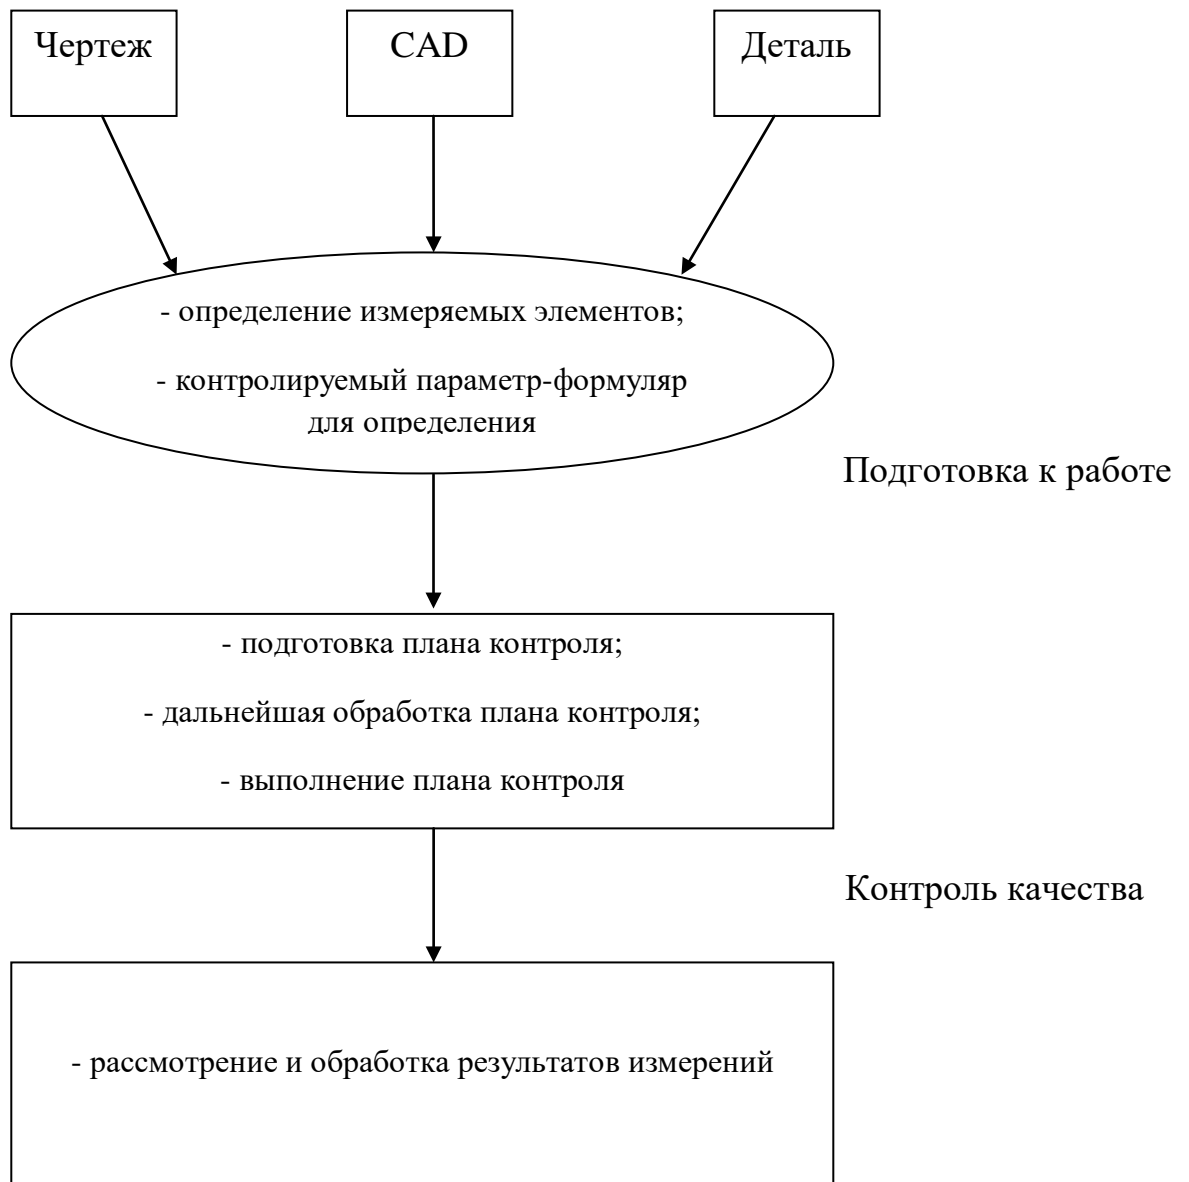 Чертеж
CAD
Деталь
- определение измеряемых элементов;
- контролируемый параметр-формуляр
для определения
Подготовка к работе
- подготовка плана контроля;
- дальнейшая обработка плана контроля;
- выполнение плана контроля
Контроль качества
- рассмотрение и обработка результатов измерений